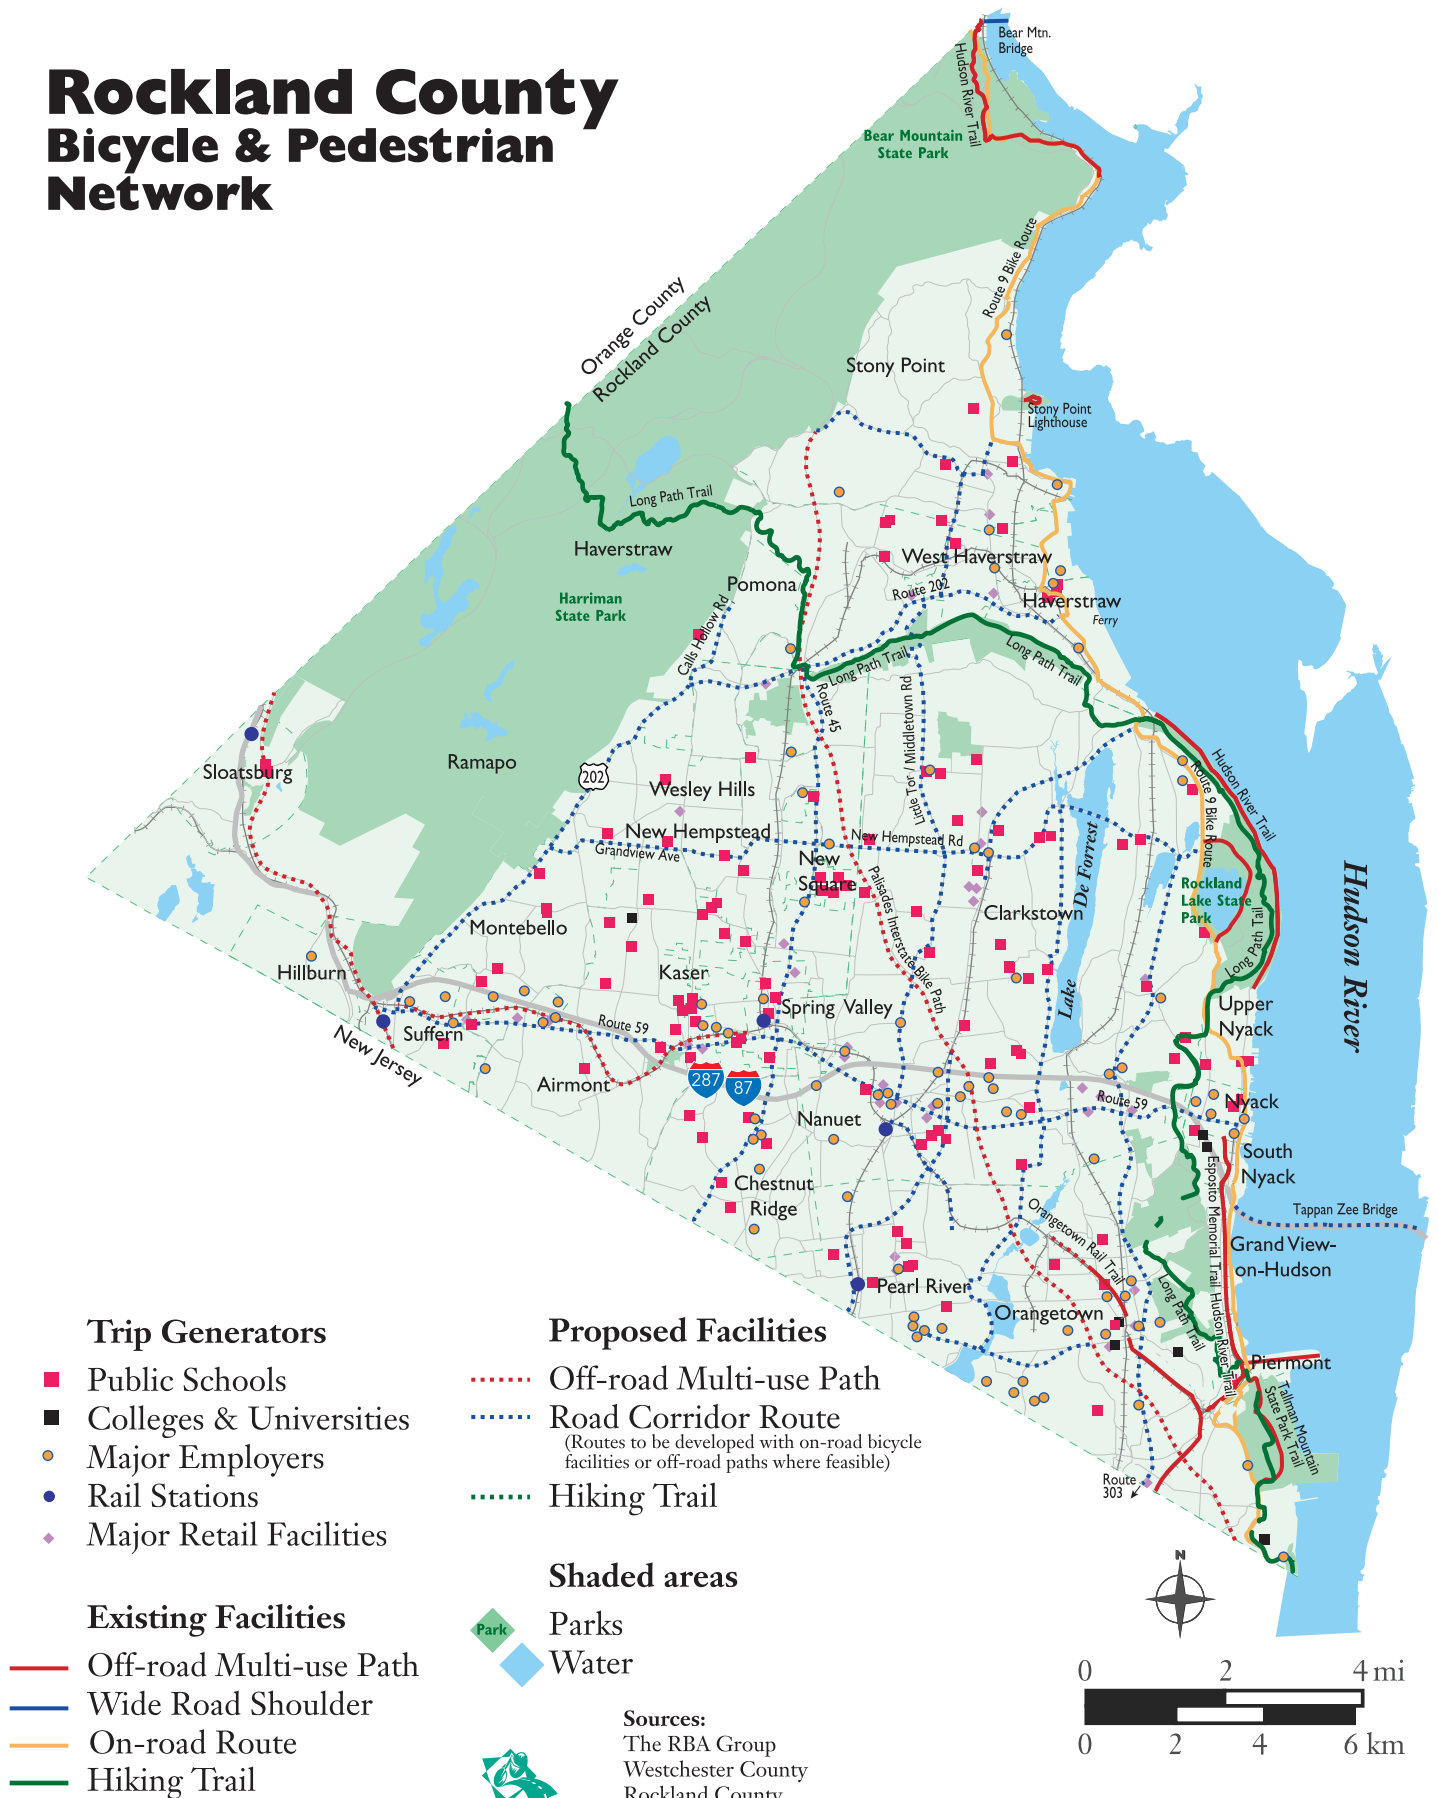 Rockland County
Bicycle & Pedestrian
Network
Bear Mtn.
Bridge
Hudson River Trail
Bear Mountain
State Park
Route 9 Bike Route
Orange County
Rockland County
Stony Point
Stony Point
Lighthouse
Long Path Trail
Haverstraw
Harriman
State Park
Pomona
West Haverstraw
Route 202
Haverstraw
Ferry
Calls Hollow Rd
Long Path Trail
Long Path Trail
Route 45
Little Tor / Middletown Rd
Sloatsburg
Ramapo
202
Wesley Hills
New Hempstead
Grandview Ave
New Hempstead Rd
New
Square
Palisades Interstate Bike Path
Clarkstown
Lake De Forrest
Route 9 Bike Route
Hudson River Trail
Rockland
Lake State
Park
Long Path Tail
Hudson River
Montebello
Hillburn
Kaser
Spring Valley
Upper
Nyack
New Jersey
Suffern
Route 59
Airmont
287
87
Nanuet
Route 59
Nyack
South
Nyack
Chestnut
Ridge
Esposito Memorial Trail
Tappan Zee Bridge
Orangetown Rail Trail
Grand View-
on-Hudson
Pearl River
Orangetown
Long Path Trail
Hudson River Trail
Piermont
Tallman Mountain
State Park Trail
Route
303
N
0 2 4 mi
0 2 4 6 km
Trip Generators
Public Schools
Colleges & Universities
Major Employers
Rail Stations
Major Retail Facilities
Existing Facilities
Off-road Multi-use Path
Wide Road Shoulder
On-road Route
Hiking Trail
Proposed Facilities
Off-road Multi-use Path
Road Corridor Route
(Routes to be developed with on-road bicycle
facilities or off-road paths where feasible)
Hiking Trail
Shaded areas
Park
Parks
Water
Sources:
The RBA Group
Westchester County
Rockland County